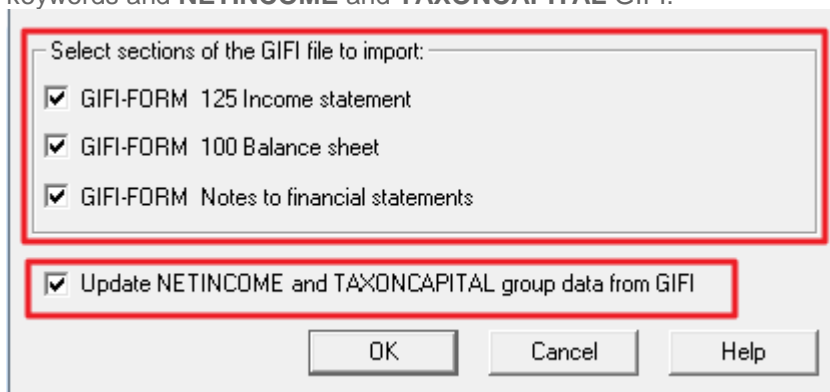 keywords and NETINCOME and TAXONCAPITAL GIFI.
Select sections of the GIFI file to import:
GIFI-FORM 125 Income statement
GIFI-FORM 100 Balance sheet
GIFI-FORM Notes to financial statements
Update NETINCOME and TAXONCAPITAL group data from GIFI
OK Cancel Help